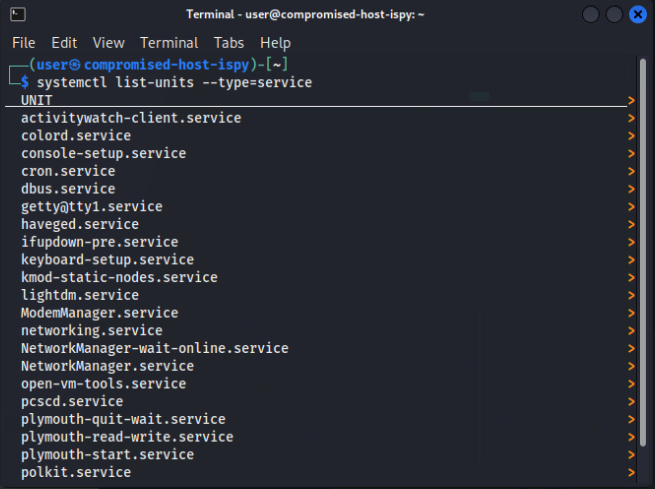 Terminal - user@compromised-host-ispy: ~
File Edit View Terminal Tabs Help
┌──(user㉿compromised-host-ispy)-[~]
└─$ systemctl list-units --type=service
UNIT >
activitywatch-client.service >
colord.service >
console-setup.service >
cron.service >
dbus.service >
getty@tty1.service >
haveged.service >
ifupdown-pre.service >
keyboard-setup.service >
kmod-static-nodes.service >
lightdm.service >
ModemManager.service >
networking.service >
NetworkManager-wait-online.service >
NetworkManager.service >
open-vm-tools.service >
pcscd.service >
plymouth-quit-wait.service >
plymouth-read-write.service >
plymouth-start.service >
polkit.service >